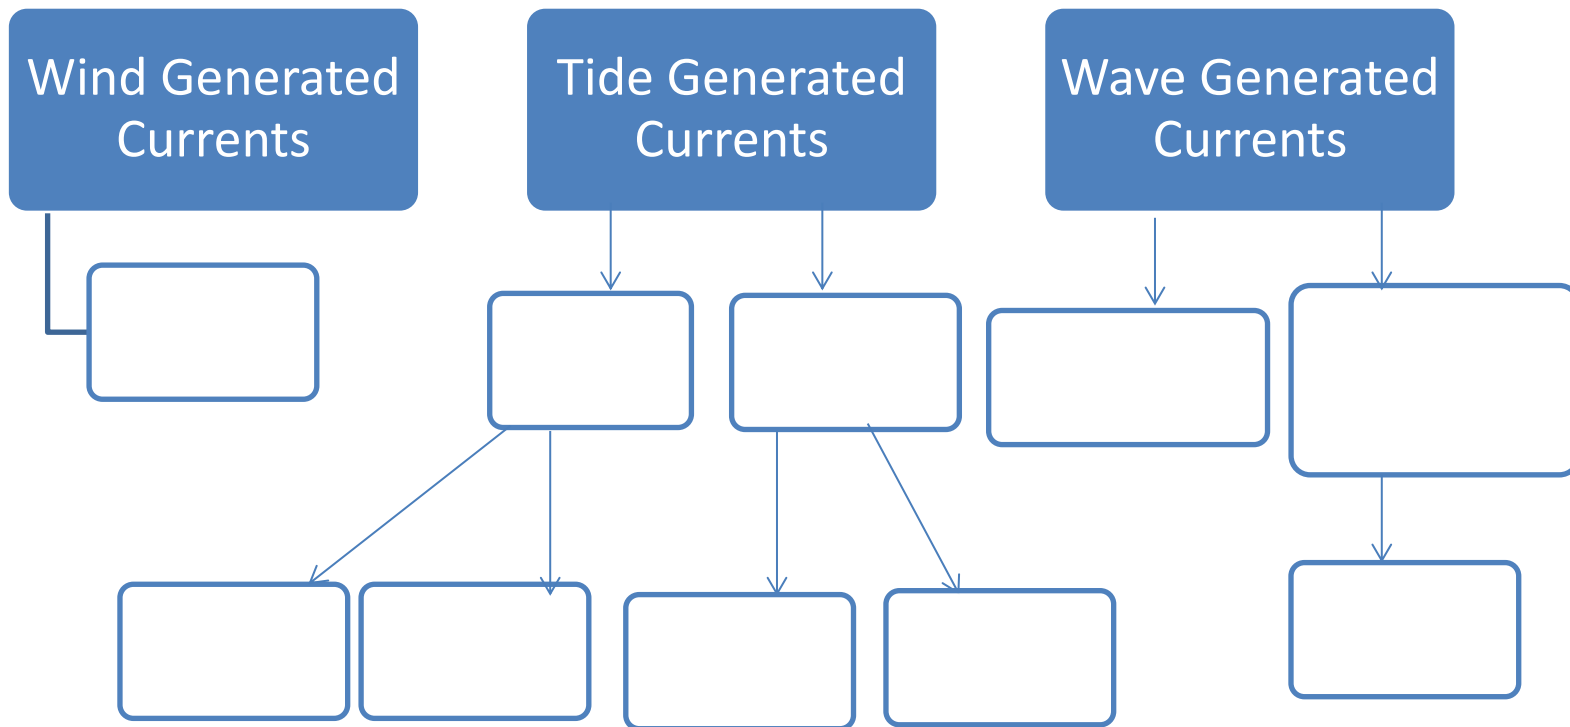 Wind Generated
Currents
Tide Generated
Currents
Wave Generated
Currents